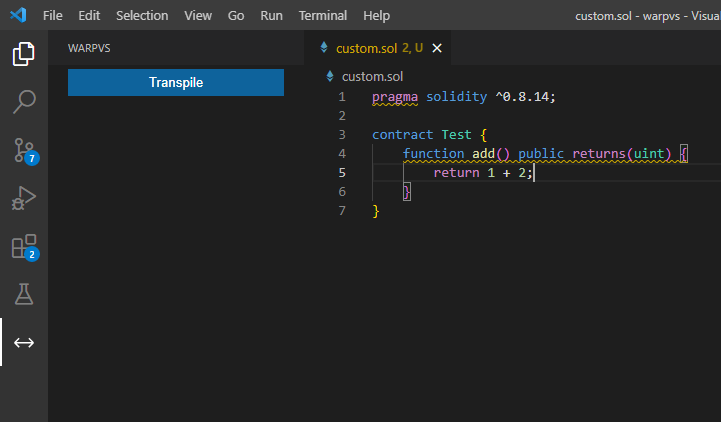 File Edit Selection View Go Run Terminal Help custom.sol - warpvs - Visual
WARPVS
custom.sol 2, U
Transpile
custom.sol
1 pragma solidity ^0.8.14;
2
3 contract Test {
4 function add() public returns(uint) {
5 return 1 + 2;
6 }
7 }
7
2